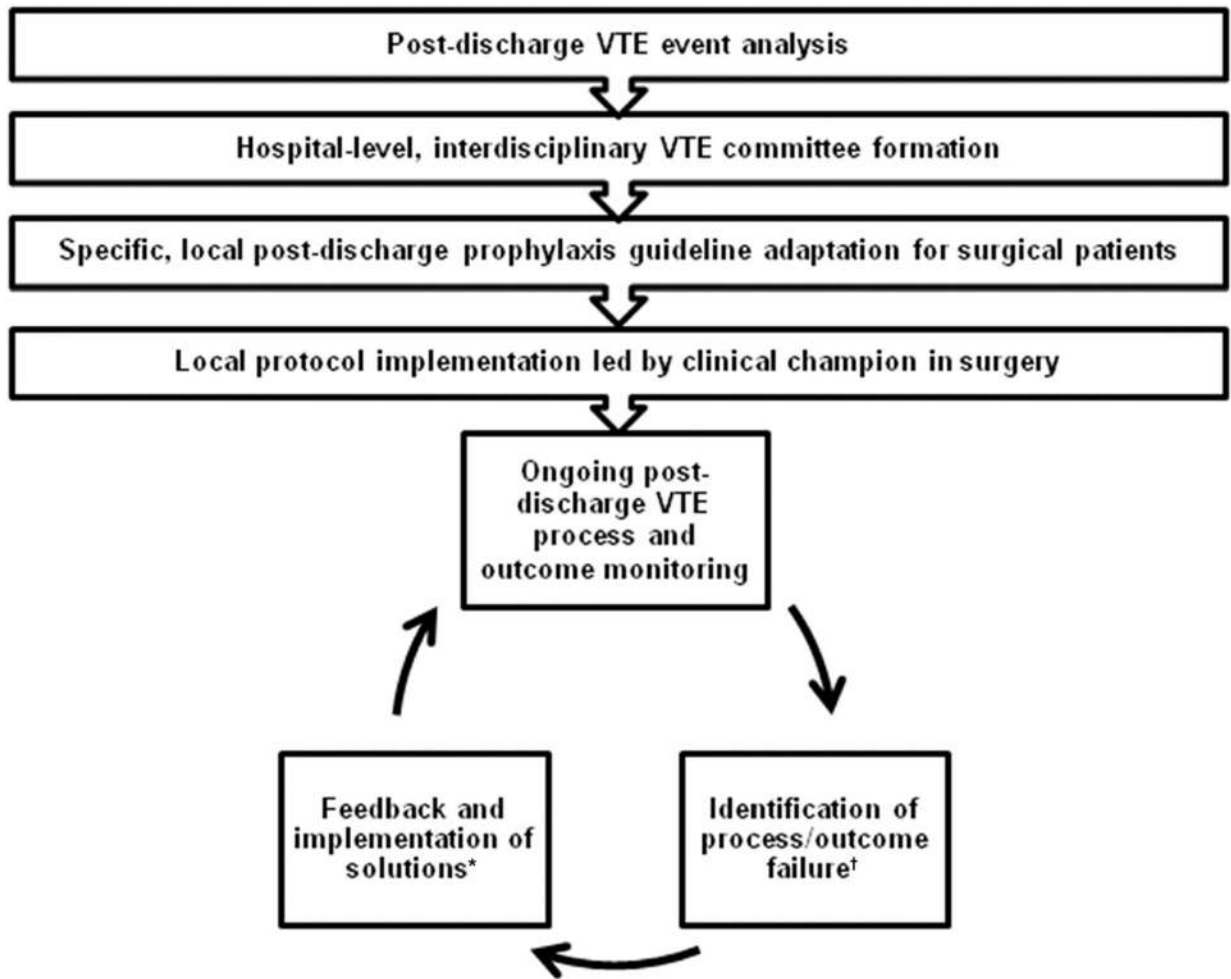 Post-discharge VTE event analysis
Hospital-level, interdisciplinary VTE committee formation
Specific, local post-discharge prophylaxis guideline adaptation for surgical patients
Local protocol implementation led by clinical champion in surgery
Ongoing post-
discharge VTE
process and
outcome monitoring
Feedback and
implementation of
solutions*
Identification of
process/outcome
failure†